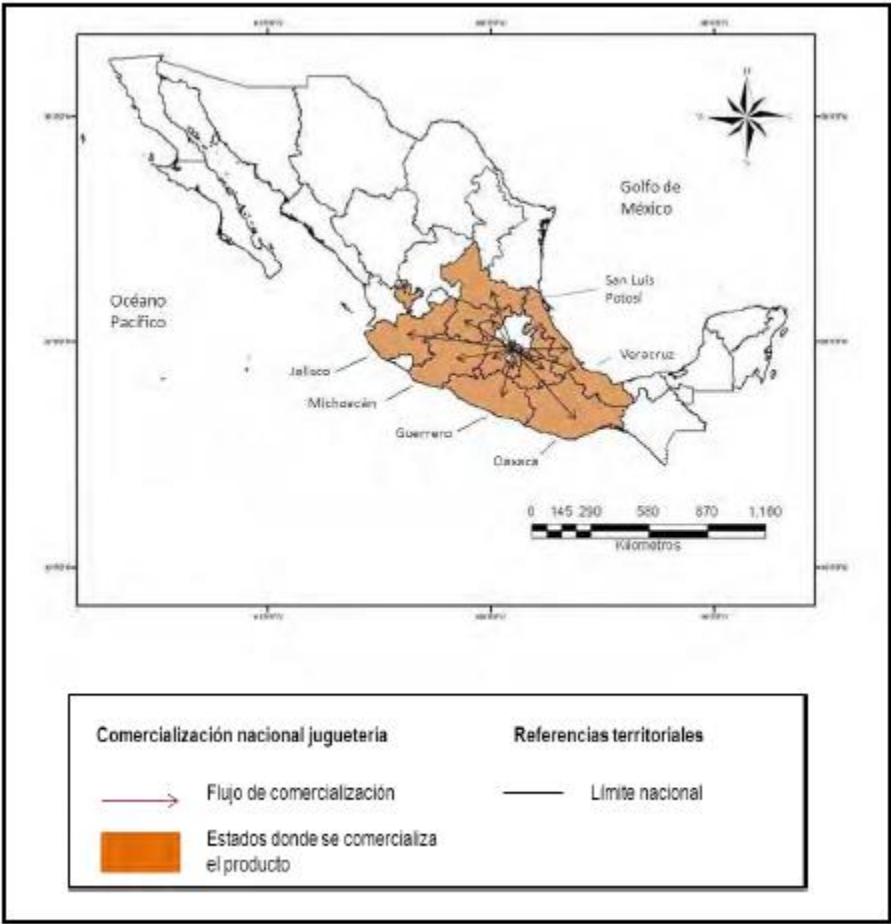 Golfo de
México
San Luis
Potosí
Océano
Pacífico
Veracruz
Jalisco
Michoacán
Guerrero
Oaxaca
0 145 290 580 870 1,160
Kilometros
Comercialización nacional juguetería
Referencias territoriales
Flujo de comercialización
Límite nacional
Estados donde se comercializa
el producto